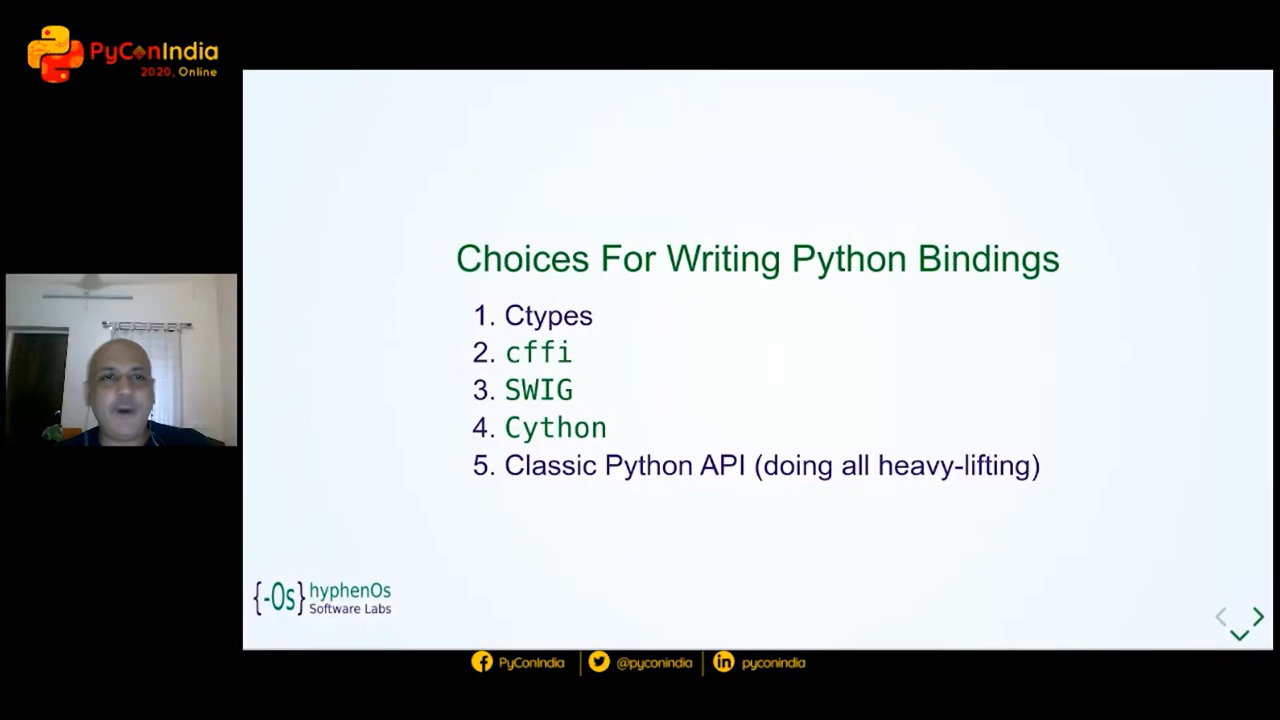 PyConIndia
2020, Online
Choices For Writing Python Bindings
1. Ctypes
2. cffi
3. SWIG
4. Cython
5. Classic Python API (doing all heavy-lifting)
{-Os} hyphenOs
Software Labs
PyConIndia @pyconindia pyconindia